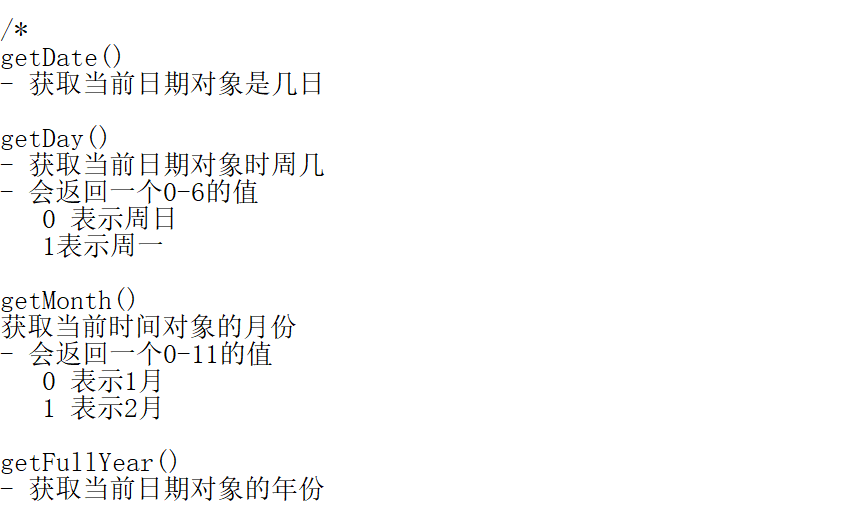 /*
getDate()
- 获取当前日期对象是几日
getDay()
- 获取当前日期对象时周几
- 会返回一个0-6的值
0 表示周日
1表示周一
getMonth()
获取当前时间对象的月份
- 会返回一个0-11的值
0 表示1月
1 表示2月
getFullYear()
- 获取当前日期对象的年份